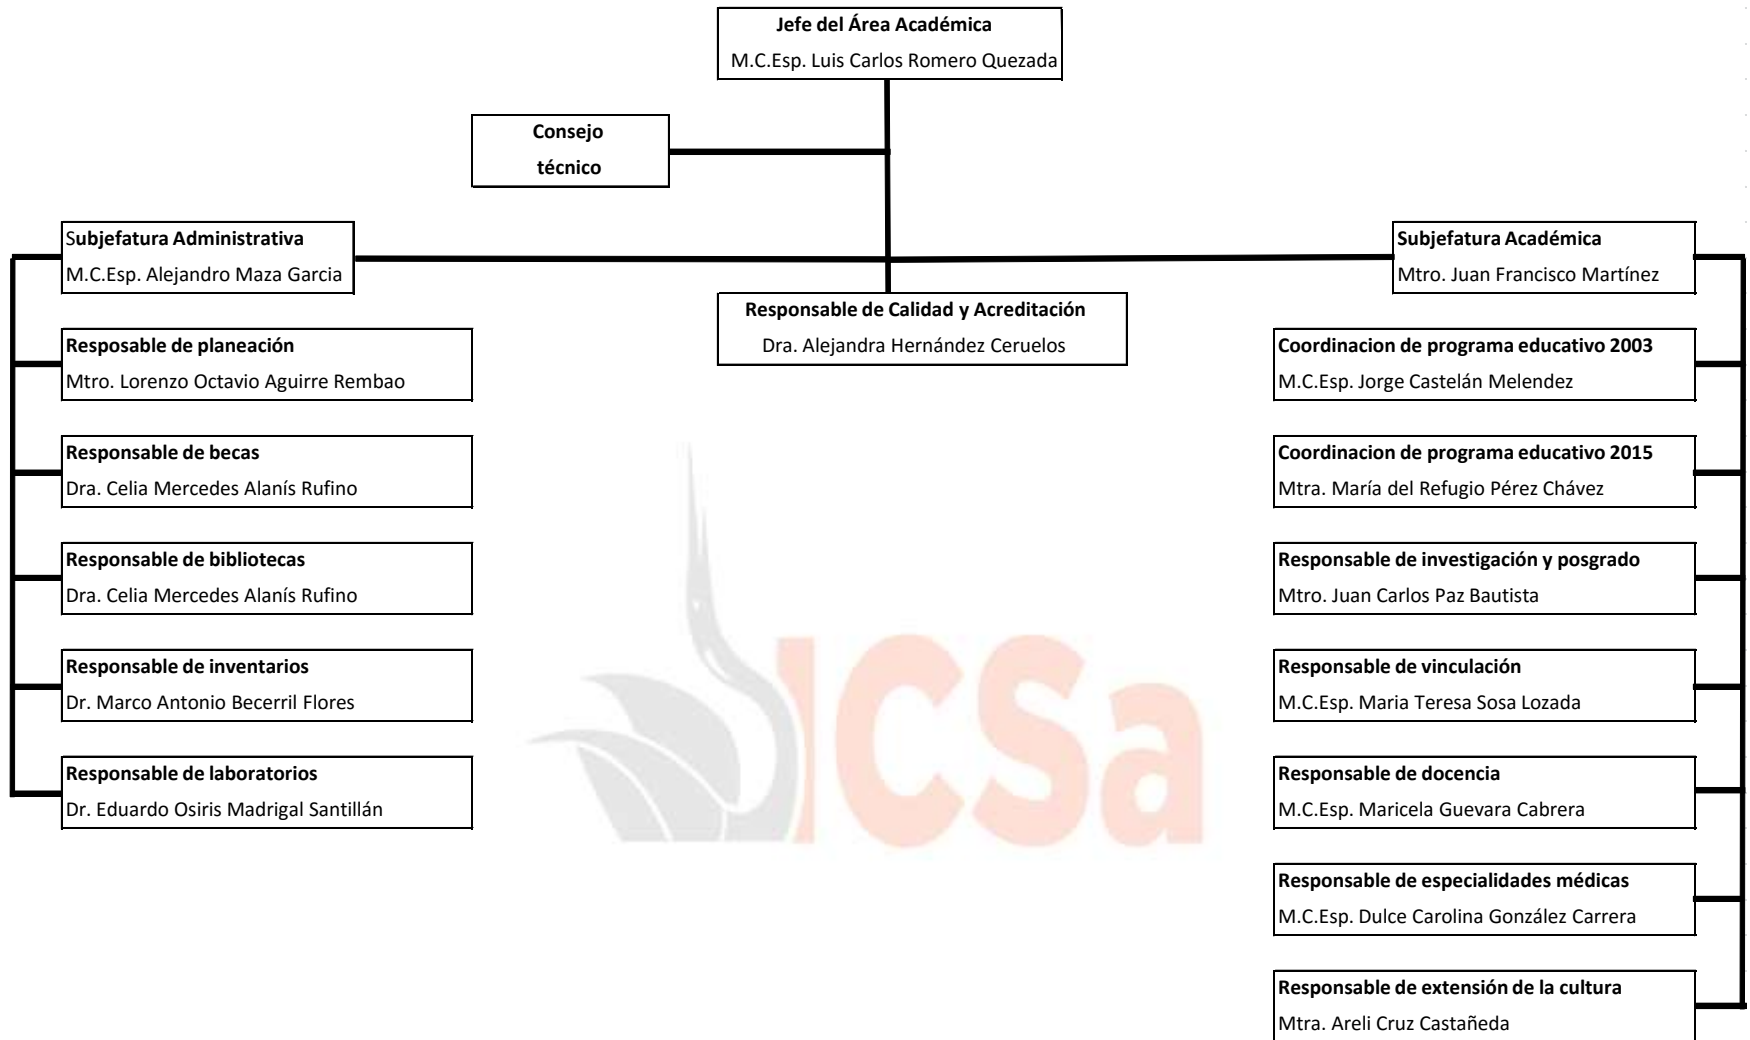 Jefe del Área Académica
M.C.Esp. Luis Carlos Romero Quezada
Consejo
técnico
Subjefatura Administrativa
M.C.Esp. Alejandro Maza Garcia
Subjefatura Académica
Mtro. Juan Francisco Martínez
Responsable de Calidad y Acreditación
Dra. Alejandra Hernández Ceruelos
Resposable de planeación
Mtro. Lorenzo Octavio Aguirre Rembao
Responsable de becas
Dra. Celia Mercedes Alanís Rufino
Responsable de bibliotecas
Dra. Celia Mercedes Alanís Rufino
Responsable de inventarios
Dr. Marco Antonio Becerril Flores
Responsable de laboratorios
Dr. Eduardo Osiris Madrigal Santillán
Coordinacion de programa educativo 2003
M.C.Esp. Jorge Castelán Melendez
Coordinacion de programa educativo 2015
Mtra. María del Refugio Pérez Chávez
Responsable de investigación y posgrado
Mtro. Juan Carlos Paz Bautista
Responsable de vinculación
M.C.Esp. Maria Teresa Sosa Lozada
Responsable de docencia
M.C.Esp. Maricela Guevara Cabrera
Responsable de especialidades médicas
M.C.Esp. Dulce Carolina González Carrera
Responsable de extensión de la cultura
Mtra. Areli Cruz Castañeda
ICSa